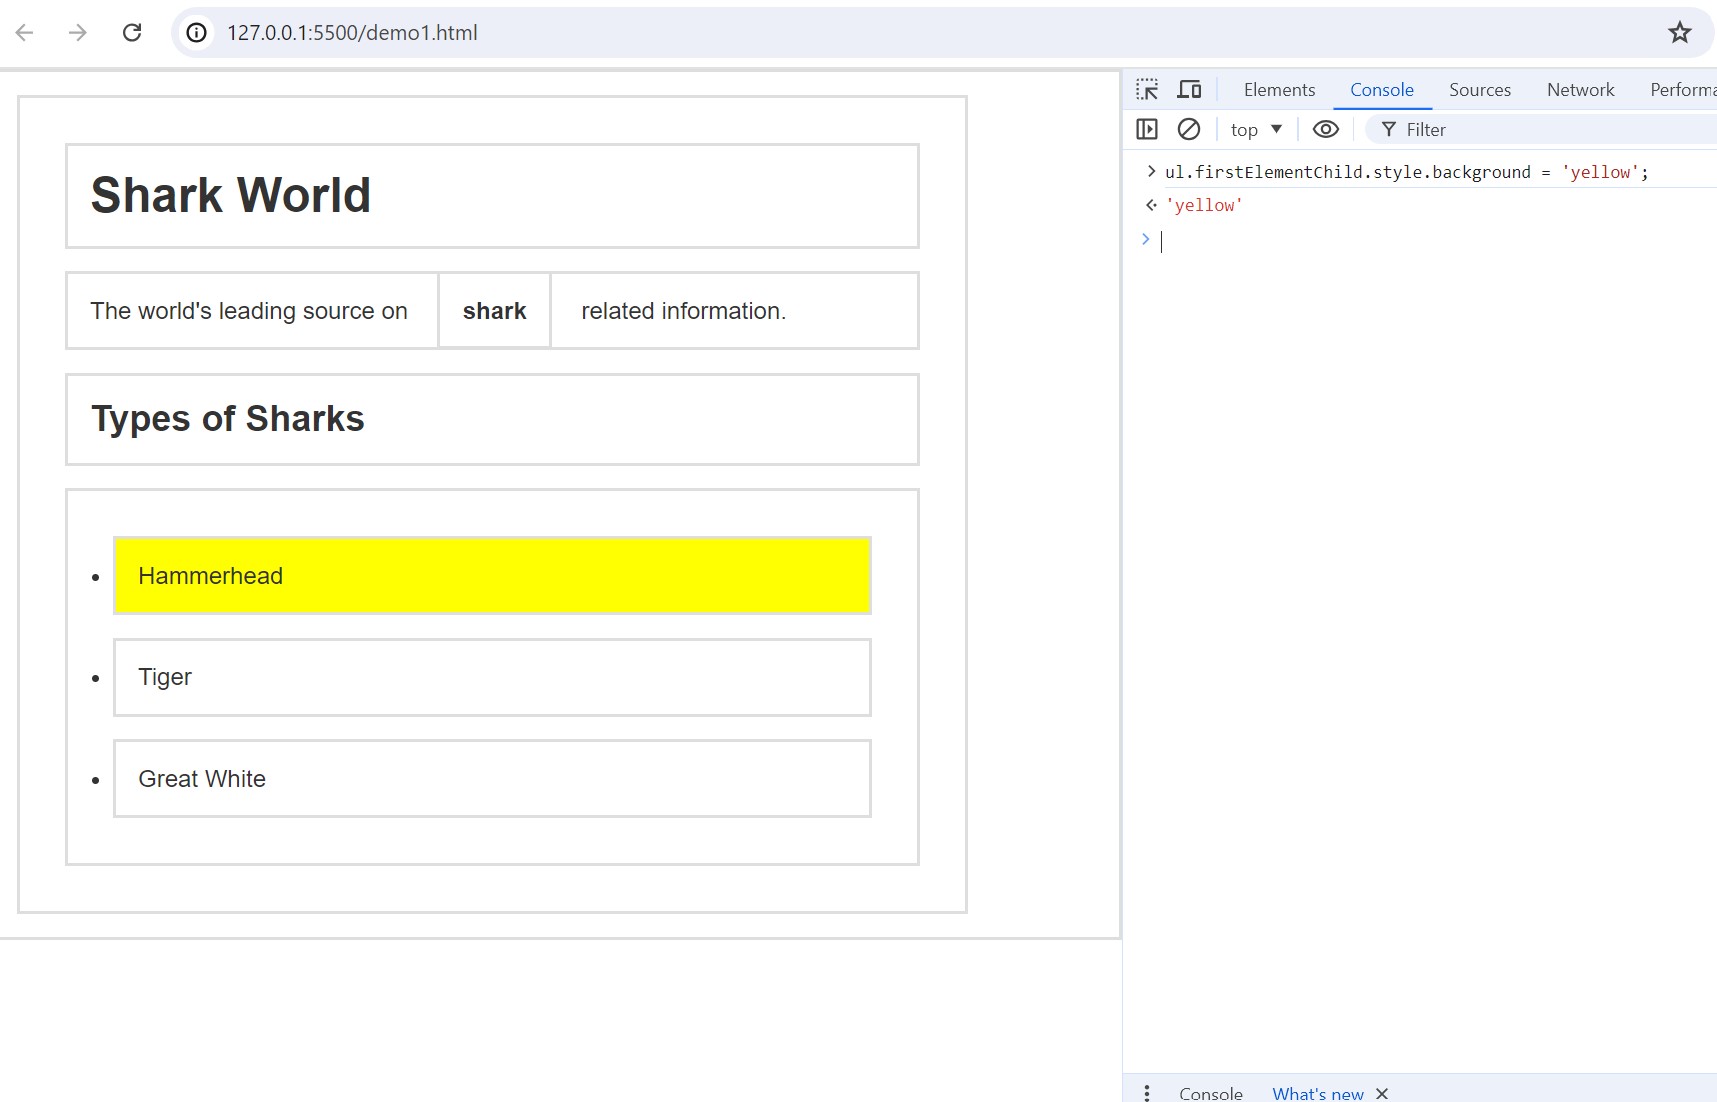 127.0.0.1:5500/demo1.html
Elements Console Sources Network Performa
top Filter
ul.firstElementChild.style.background = 'yellow';
'yellow'
Shark World
The world's leading source on shark related information.
Types of Sharks
Hammerhead
Tiger
Great White
Console What's new